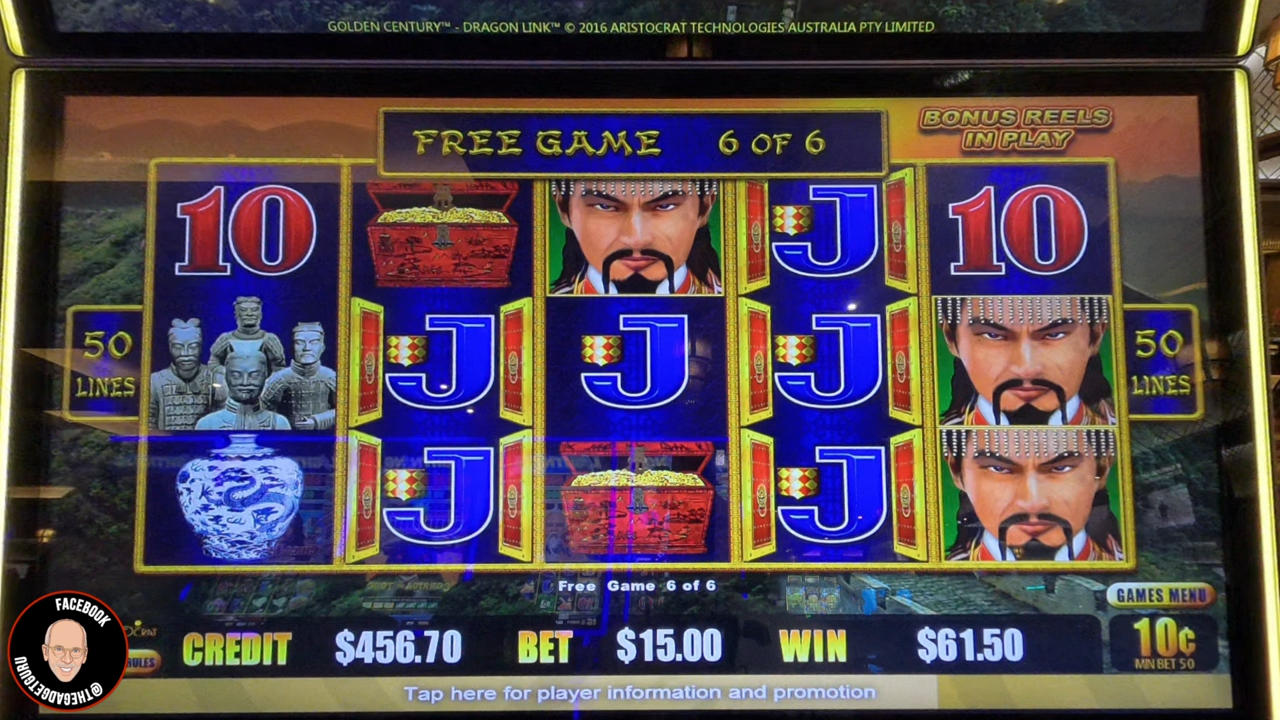 GOLDEN CENTURY™ - DRAGON LINK™ © 2016 ARISTOCRAT TECHNOLOGIES AUSTRALIA PTY LIMITED
FREE GAME 6 OF 6
BONUS REELS
IN PLAY
10
J
10
50
LINES
J
J
J
50
LINES
J
J
Free Game 6 of 6
GAMES MENU
CREDIT $456.70 BET $15.00 WIN $61.50
10¢
MIN BET 50
RULES
Tap here for player information and promotion
FACEBOOK
@THEGADGETGURU